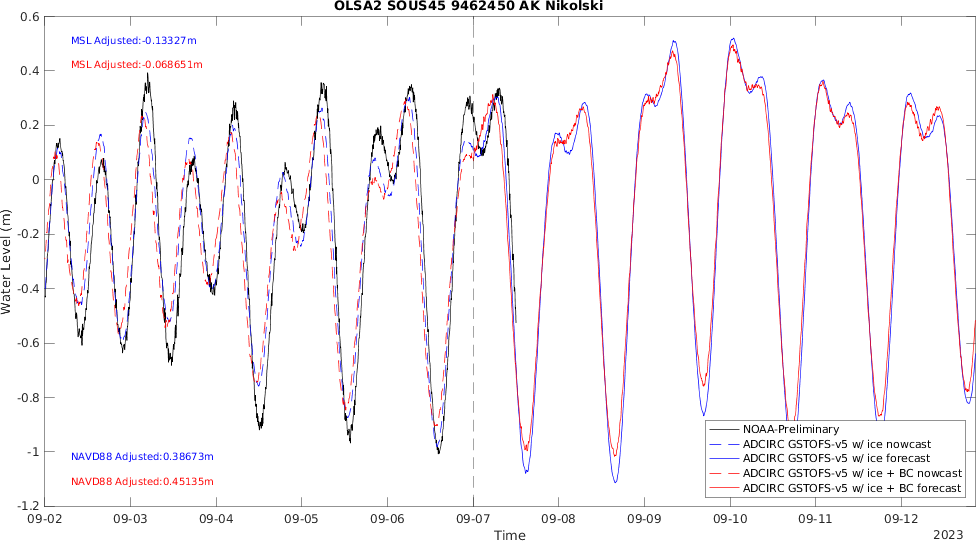 OLSA2 SOUS45 9462450 AK Nikolski
MSL Adjusted:-0.13327m
MSL Adjusted:-0.068651m
NAVD88 Adjusted:0.38673m
NAVD88 Adjusted:0.45135m
Water Level (m)
0.6
0.4
0.2
0
-0.2
-0.4
-0.6
-0.8
-1
-1.2
NOAA-Preliminary
ADCIRC GSTOFS-v5 w/ ice nowcast
ADCIRC GSTOFS-v5 w/ ice forecast
ADCIRC GSTOFS-v5 w/ ice + BC nowcast
ADCIRC GSTOFS-v5 w/ ice + BC forecast
09-02 09-03 09-04 09-05 09-06 09-07 09-08 09-09 09-10 09-11 09-12
Time
2023